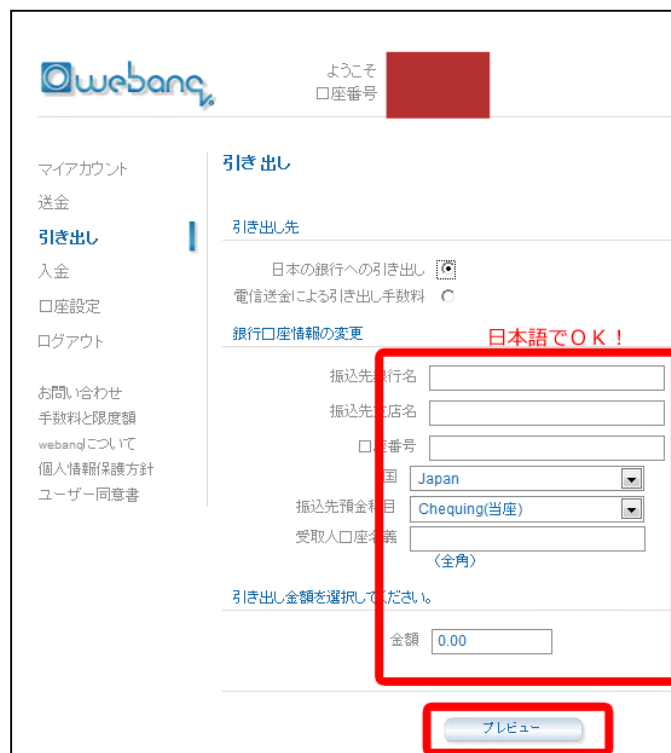 webanq
ようこそ
口座番号
マイアカウント
送金
引き出し
入金
口座設定
ログアウト
お問い合わせ
手数料と限度額
webanqについて
個人情報保護方針
ユーザー同意書
引き出し
引き出し先
日本の銀行への引き出し
電信送金による引き出し手数料
銀行口座情報の変更
日本語でＯＫ！
振込先銀行名
振込先支店名
口座番号
国 Japan
振込先預金科目 Chequing(当座)
受取人口座名義
（全角）
引き出し金額を選択してください。
金額 0.00
プレビュー